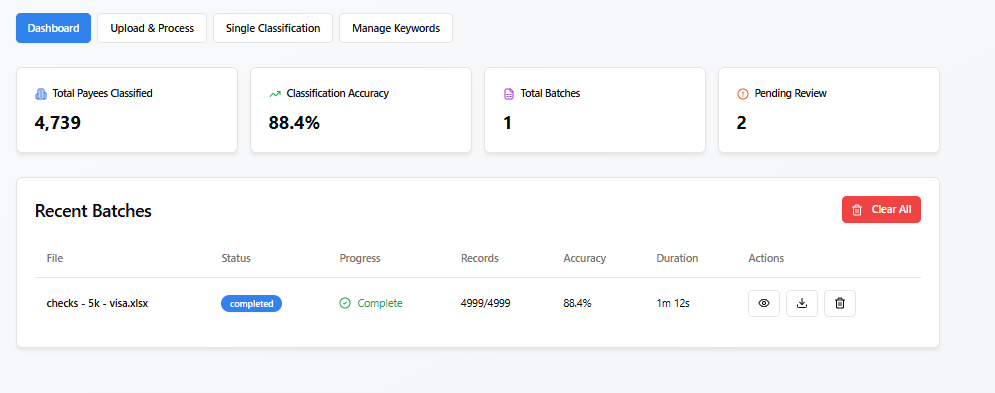 Dashboard Upload & Process Single Classification Manage Keywords
Total Payees Classified Classification Accuracy Total Batches Pending Review
4,739 88.4% 1 2
Recent Batches Clear All
File Status Progress Records Accuracy Duration Actions
checks - 5k - visa.xlsx completed Complete 4999/4999 88.4% 1m 12s